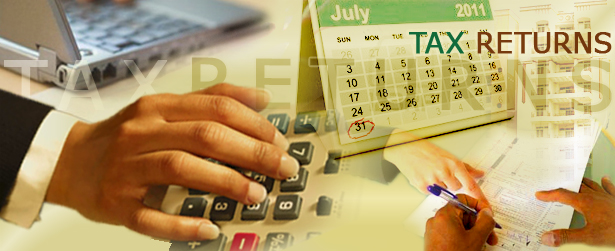 July 2011
TAX RETURNS
SUN MON TUE WED THU FRI SAT
1 2
3 4 5 6 7 8 9
10 11 12 13 14 15 16
17 18 19 20 21 22 23
24 25 26 27 28 29 30
31
TAX RETURNS